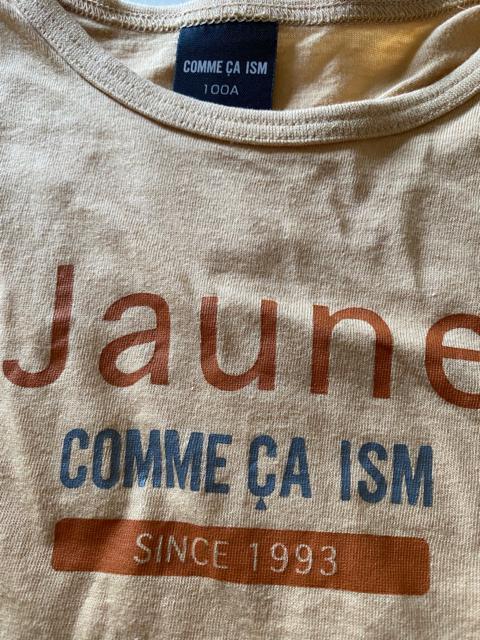 COMME ÇA ISM
100A
Jaune
COMME ÇA ISM
SINCE 1993